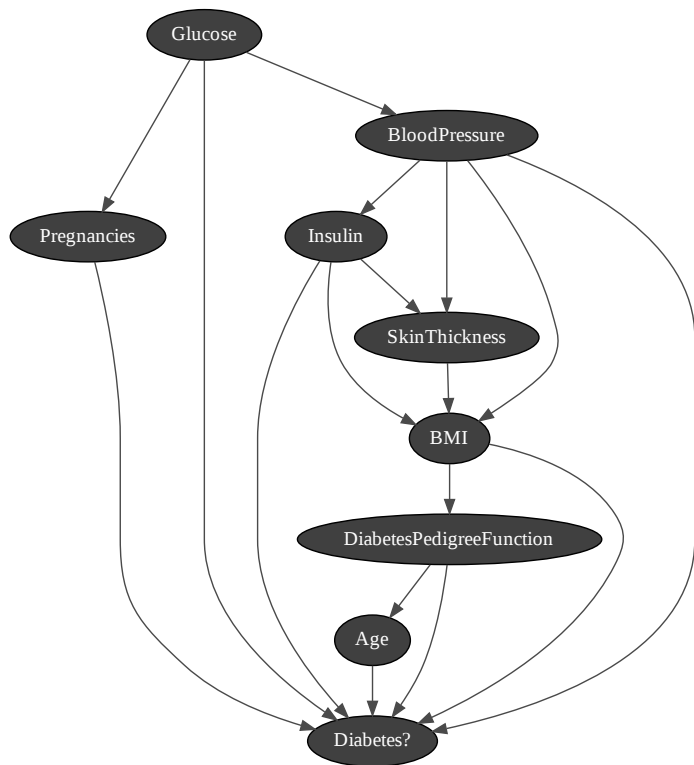 Glucose
BloodPressure
Pregnancies
Insulin
SkinThickness
BMI
DiabetesPedigreeFunction
Age
Diabetes?